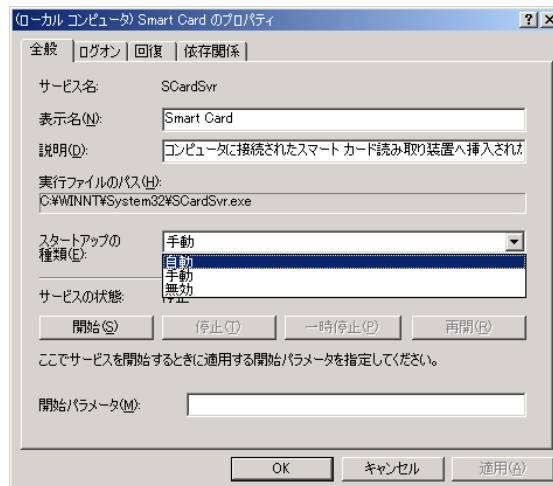 (ローカル コンピュータ) Smart Card のプロパティ
全般 ログオン 回復 依存関係
サービス名: SCardSvr
表示名(N): Smart Card
説明(D): コンピュータに接続されたスマート カード読み取り装置へ挿入された
実行ファイルのパス(H):
C:¥WINNT¥System32¥SCardSvr.exe
スタートアップの
種類(E): 手動
自動
手動
無効
サービスの状態: 停止
開始(S) 停止(T) 一時停止(P) 再開(R)
ここでサービスを開始するときに適用する開始パラメータを指定してください。
開始パラメータ(M):
OK キャンセル 適用(A)